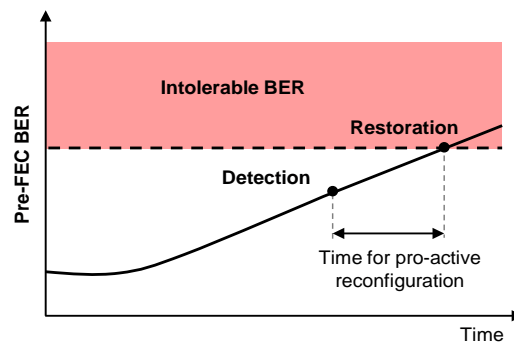 Intolerable BER
Restoration
Detection
Pre-FEC BER
Time for pro-active
reconfiguration
Time